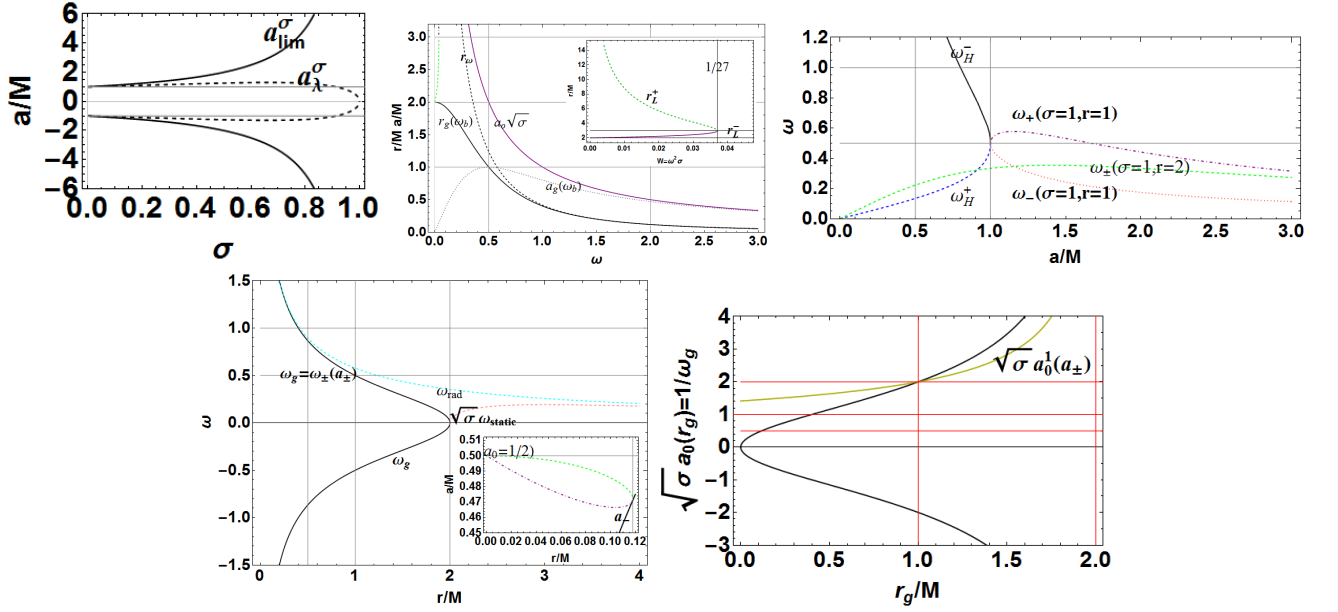 a/M
6
4
2
0
-2
-4
-6
a_lim^σ
a_λ^σ
0.0 0.2 0.4 0.6 0.8 1.0
σ
r/M a/M
3.0
2.5
2.0
1.5
1.0
0.5
0.0
r_ω
r_g(ω_b)
a_o√σ
a_g(ω_b)
0.0 0.5 1.0 1.5 2.0 2.5 3.0
ω
r/M
14
12
10
8
6
4
2
1/27
r_L^+
r_L^-
0.00 0.01 0.02 0.03 0.04
W=ω²σ
ω
1.2
1.0
0.8
0.6
0.4
0.2
0.0
ω_H^-
ω_+(σ=1,r=1)
ω_±(σ=1,r=2)
ω_H^+
ω_-(σ=1,r=1)
0.0 0.5 1.0 1.5 2.0 2.5 3.0
a/M
ω
1.5
1.0
0.5
0.0
-0.5
-1.0
-1.5
ω_g=ω_±(a_±)
ω_rad
√σ ω_static
ω_g
0 1 2 3 4
r/M
a/M
0.51
0.50
0.49
0.48
0.47
0.46
0.45
a_0=1/2)
a_-
0.00 0.02 0.04 0.06 0.08 0.10 0.12
r/M
√σ a_0(r_g)=1/ω_g
4
3
2
1
0
-1
-2
-3
√σ a_0^1(a_±)
0.0 0.5 1.0 1.5 2.0
r_g/M